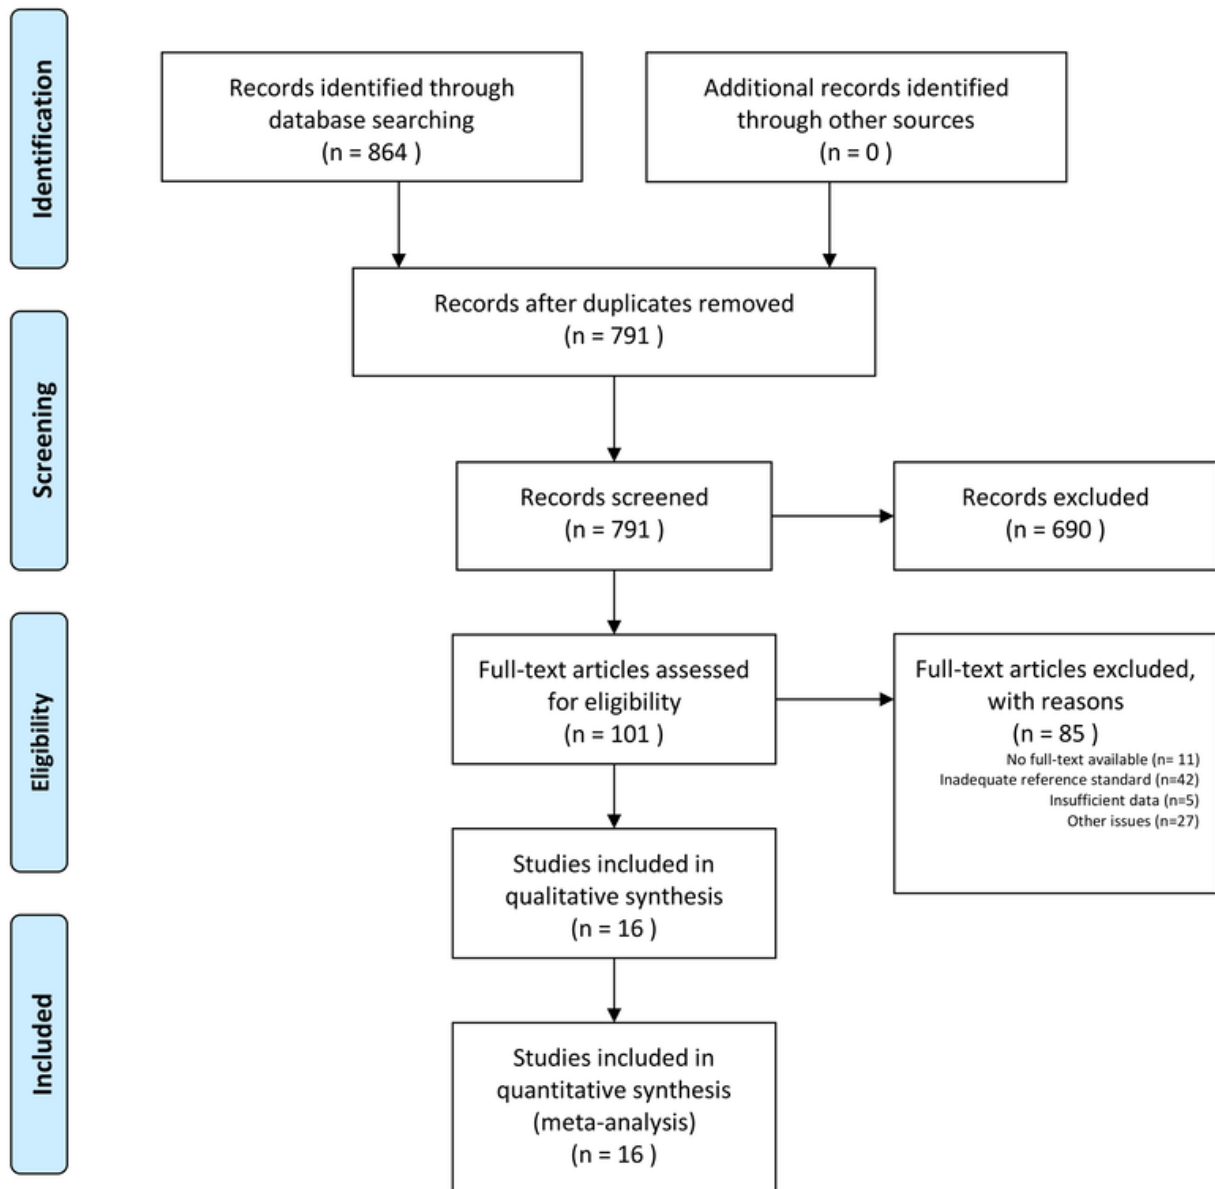 Identification
Records identified through
database searching
(n = 864 )
Additional records identified
through other sources
(n = 0 )
Records after duplicates removed
(n = 791 )
Screening
Records screened
(n = 791 )
Records excluded
(n = 690 )
Eligibility
Full-text articles assessed
for eligibility
(n = 101 )
Full-text articles excluded,
with reasons
(n = 85 )
No full-text available (n= 11)
Inadequate reference standard (n=42)
Insufficient data (n=5)
Other issues (n=27)
Studies included in
qualitative synthesis
(n = 16 )
Included
Studies included in
quantitative synthesis
(meta-analysis)
(n = 16 )